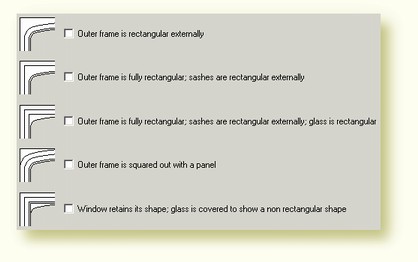 Outer frame is rectangular externally
Outer frame is fully rectangular; sashes are rectangular externally
Outer frame is fully rectangular; sashes are rectangular externally; glass is rectangular
Outer frame is squared out with a panel
Window retains its shape; glass is covered to show a non rectangular shape